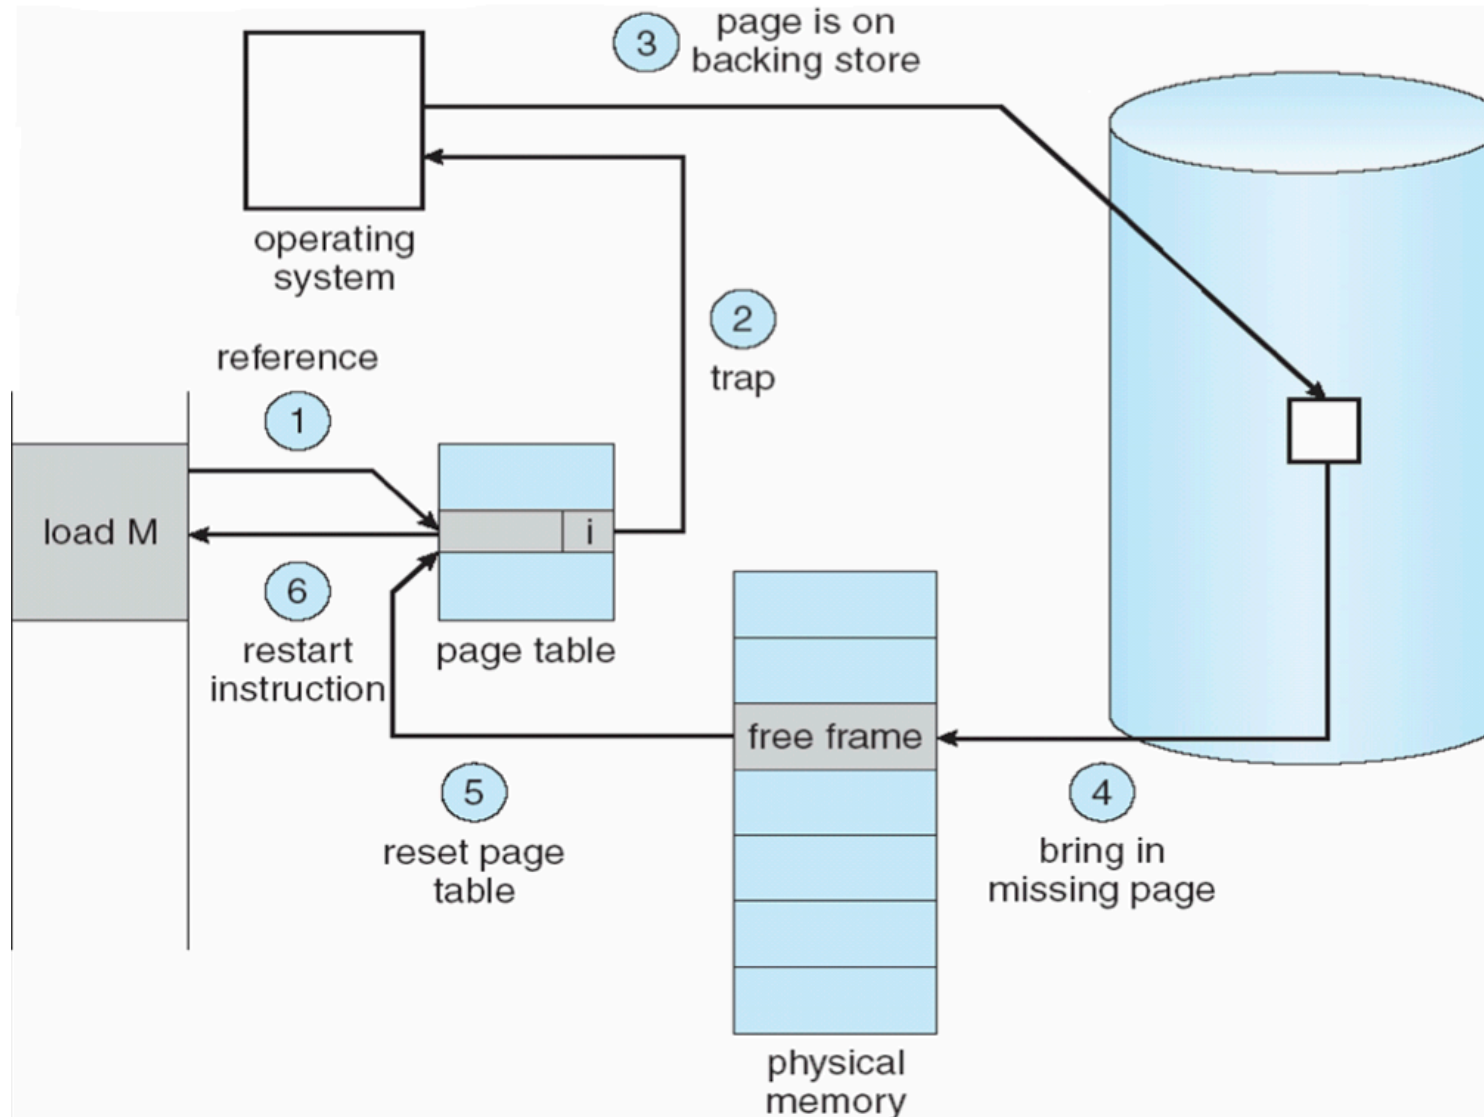 3
page is on
backing store
operating
system
2
trap
reference
1
load M
i
6
restart
instruction
page table
free frame
5
reset page
table
4
bring in
missing page
physical
memory